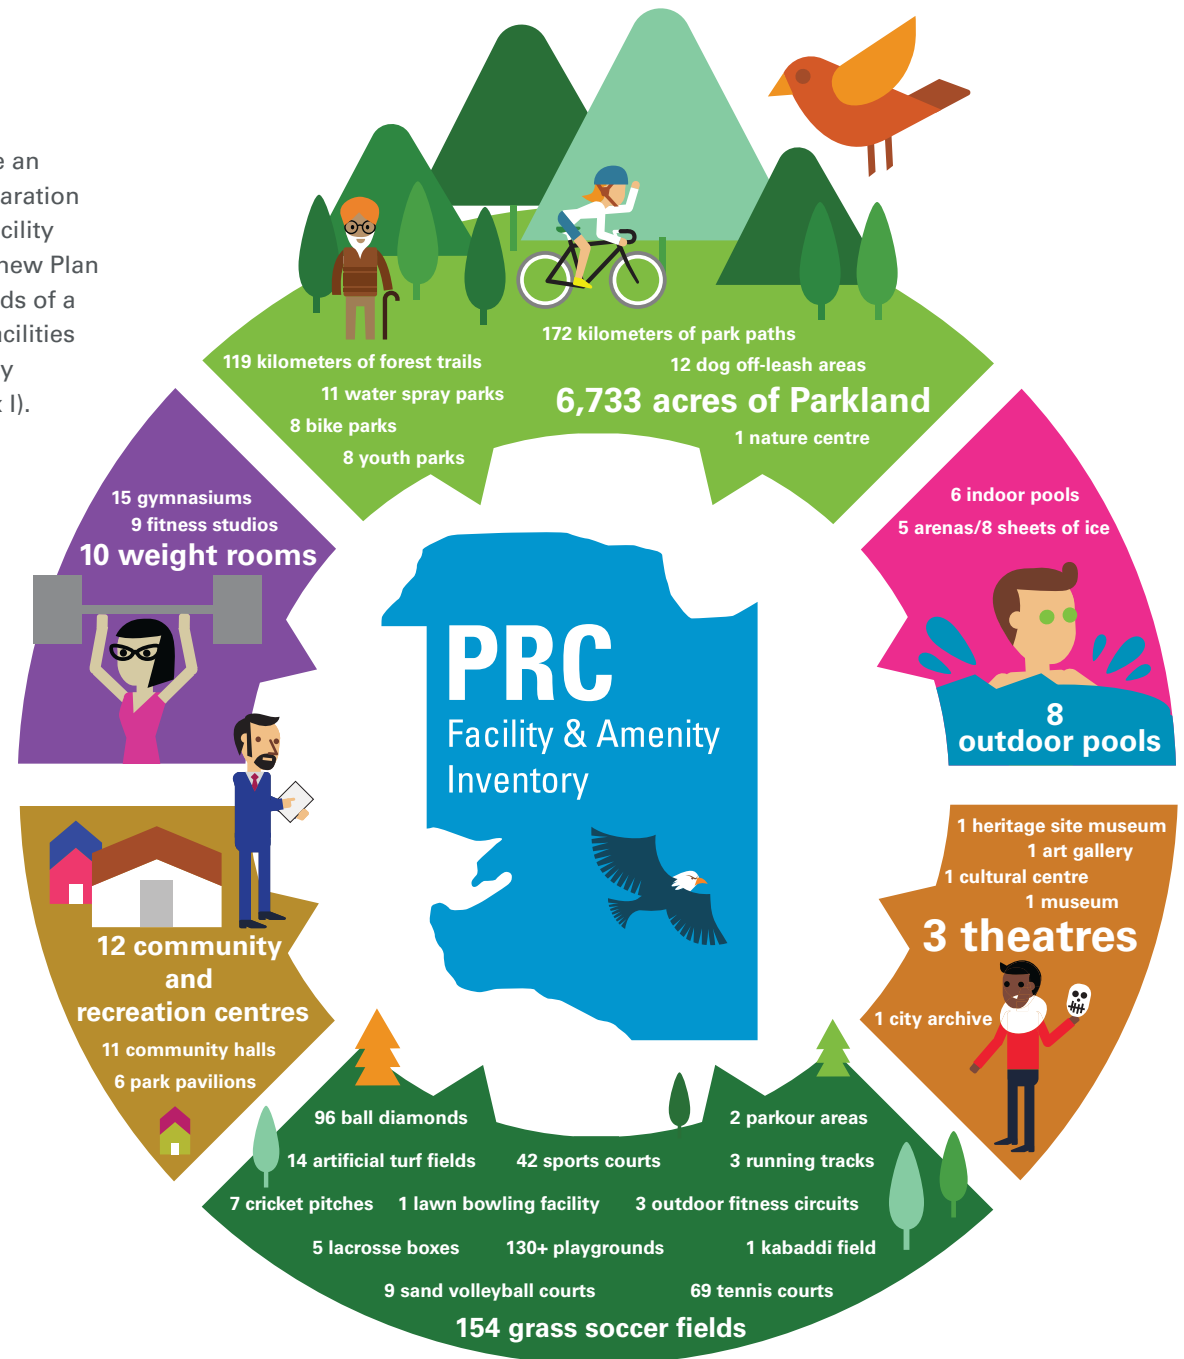 e an
aration
cility
new Plan
ds of a
acilities
y
I).
172 kilometers of park paths
119 kilometers of forest trails
12 dog off-leash areas
11 water spray parks
6,733 acres of Parkland
8 bike parks
1 nature centre
8 youth parks
15 gymnasiums
9 fitness studios
10 weight rooms
6 indoor pools
5 arenas/8 sheets of ice
8
outdoor pools
PRC
Facility & Amenity
Inventory
12 community
and
recreation centres
11 community halls
6 park pavilions
1 heritage site museum
1 art gallery
1 cultural centre
1 museum
3 theatres
1 city archive
96 ball diamonds
2 parkour areas
14 artificial turf fields
42 sports courts
3 running tracks
7 cricket pitches
1 lawn bowling facility
3 outdoor fitness circuits
5 lacrosse boxes
130+ playgrounds
1 kabaddi field
9 sand volleyball courts
69 tennis courts
154 grass soccer fields